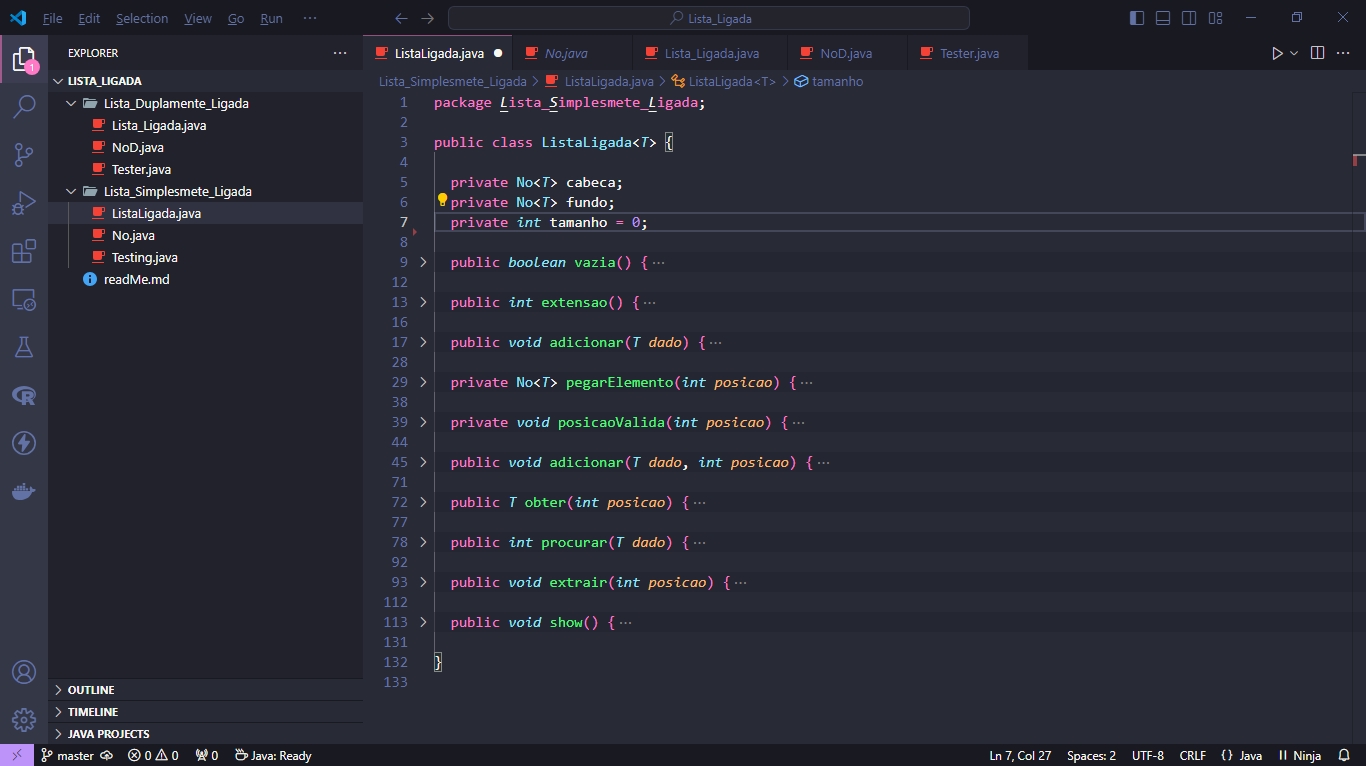 File Edit Selection View Go Run ···
Lista_Ligada
EXPLORER ···
LISTA_LIGADA
Lista_Duplamente_Ligada
Lista_Ligada.java
NoD.java
Tester.java
Lista_Simplesmete_Ligada
ListaLigada.java
No.java
Testing.java
readMe.md
OUTLINE
TIMELINE
JAVA PROJECTS
1
ListaLigada.java No.java Lista_Ligada.java NoD.java Tester.java ···
Lista_Simplesmete_Ligada > ListaLigada.java > ListaLigada<T> > tamanho
1 package Lista_Simplesmete_Ligada;
2
3 public class ListaLigada<T> {
4
5 private No<T> cabeca;
6 private No<T> fundo;
7 private int tamanho = 0;
8
9 public boolean vazia() { ···
12
13 public int extensao() { ···
16
17 public void adicionar(T dado) { ···
28
29 private No<T> pegarElemento(int posicao) { ···
38
39 private void posicaoValida(int posicao) { ···
44
45 public void adicionar(T dado, int posicao) { ···
71
72 public T obter(int posicao) { ···
77
78 public int procurar(T dado) { ···
92
93 public void extrair(int posicao) { ···
112
113 public void show() { ···
131
132 }
133
master 0 0 0 Java: Ready Ln 7, Col 27 Spaces: 2 UTF-8 CRLF {} Java Ninja